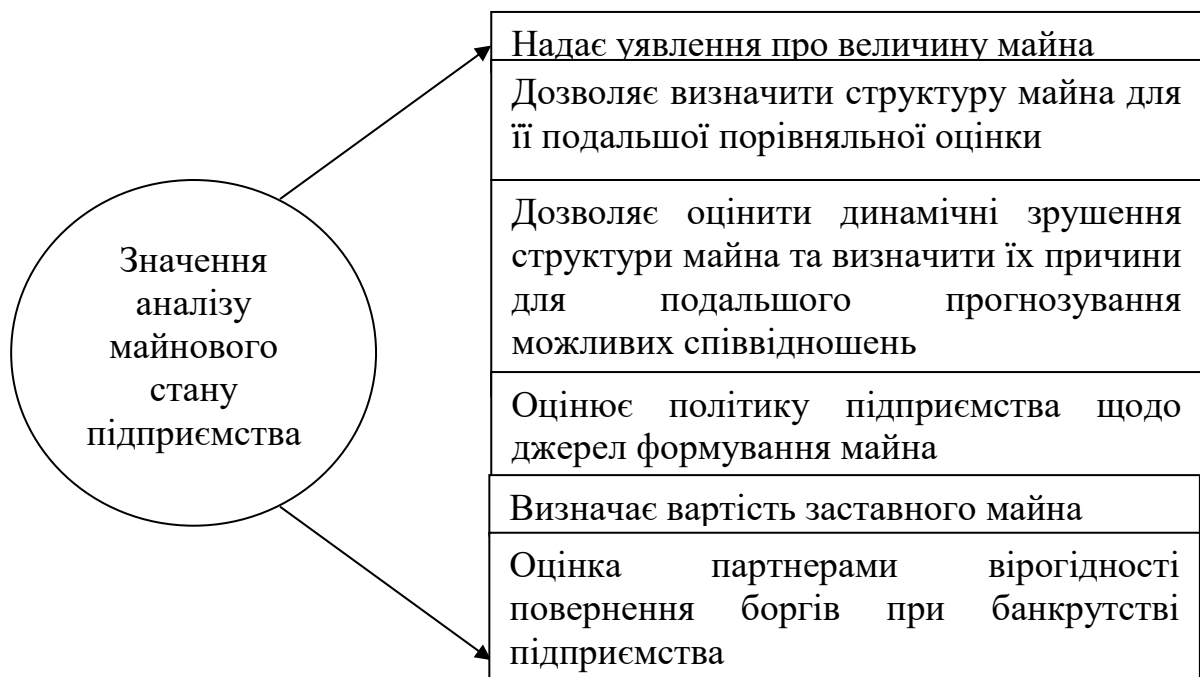 Значення
аналізу
майнового
стану
підприємства
Надає уявлення про величину майна
Дозволяє визначити структуру майна для
її подальшої порівняльної оцінки
Дозволяє оцінити динамічні зрушення
структури майна та визначити їх причини
для подальшого прогнозування
можливих співвідношень
Оцінює політику підприємства щодо
джерел формування майна
Визначає вартість заставного майна
Оцінка партнерами вірогідності
повернення боргів при банкрутстві
підприємства